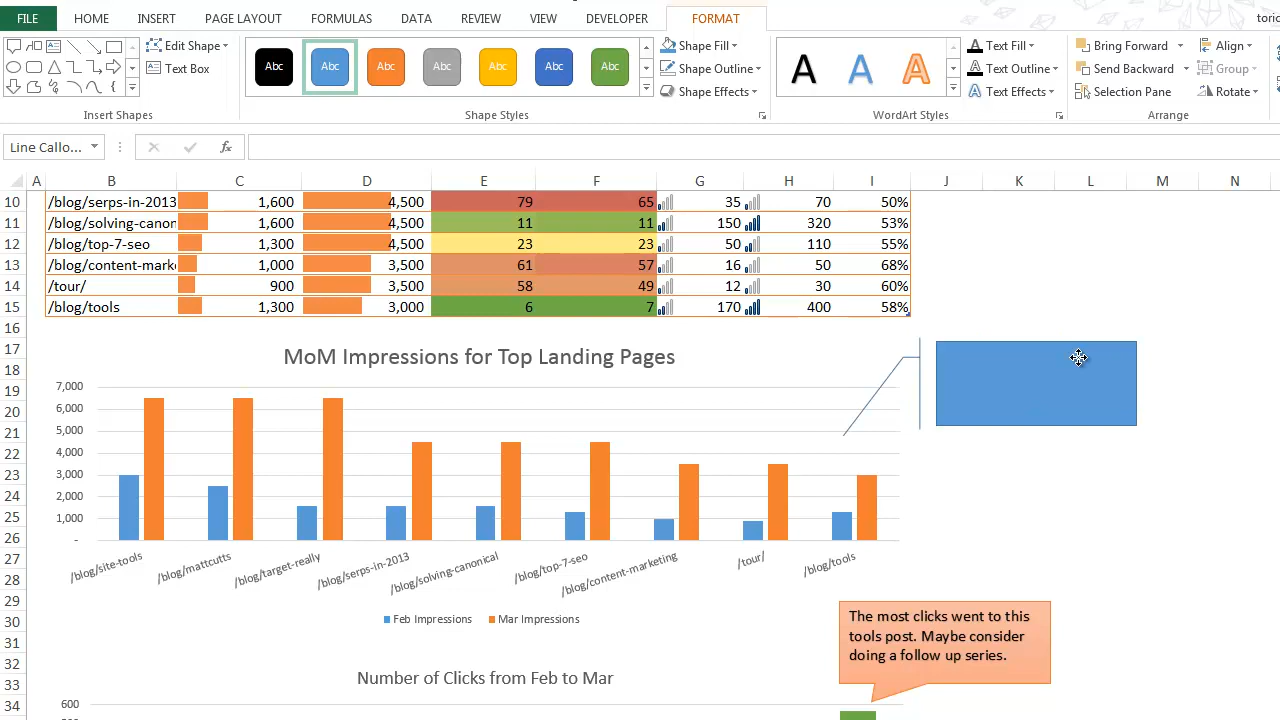 FILE HOME INSERT PAGE LAYOUT FORMULAS DATA REVIEW VIEW DEVELOPER FORMAT
Edit Shape
Text Box
Insert Shapes
Abc Abc Abc Abc Abc Abc Abc
Shape Styles
Shape Fill
Shape Outline
Shape Effects
A A A
WordArt Styles
Text Fill
Text Outline
Text Effects
Bring Forward Align
Send Backward Group
Selection Pane Rotate
Arrange
Line Callo... fx
A B C D E F G H I J K L M N
10 /blog/serps-in-2013 1,600 4,500 79 65 35 70 50%
11 /blog/solving-canon 1,600 4,500 11 11 150 320 53%
12 /blog/top-7-seo 1,300 4,500 23 23 50 110 55%
13 /blog/content-mark 1,000 3,500 61 57 16 50 68%
14 /tour/ 900 3,500 58 49 12 30 60%
15 /blog/tools 1,300 3,000 6 7 170 400 58%
16
17
18
19
20
21
22
23
24
25
26
27
28
29
30
31
32
33
34
MoM Impressions for Top Landing Pages
7,000
6,000
5,000
4,000
3,000
2,000
1,000
-
/blog/site-tools /blog/mattcutts /blog/target-really /blog/serps-in-2013 /blog/solving-canonical /blog/top-7-seo /blog/content-marketing /tour/ /blog/tools
Feb Impressions Mar Impressions
The most clicks went to this
tools post. Maybe consider
doing a follow up series.
Number of Clicks from Feb to Mar
600